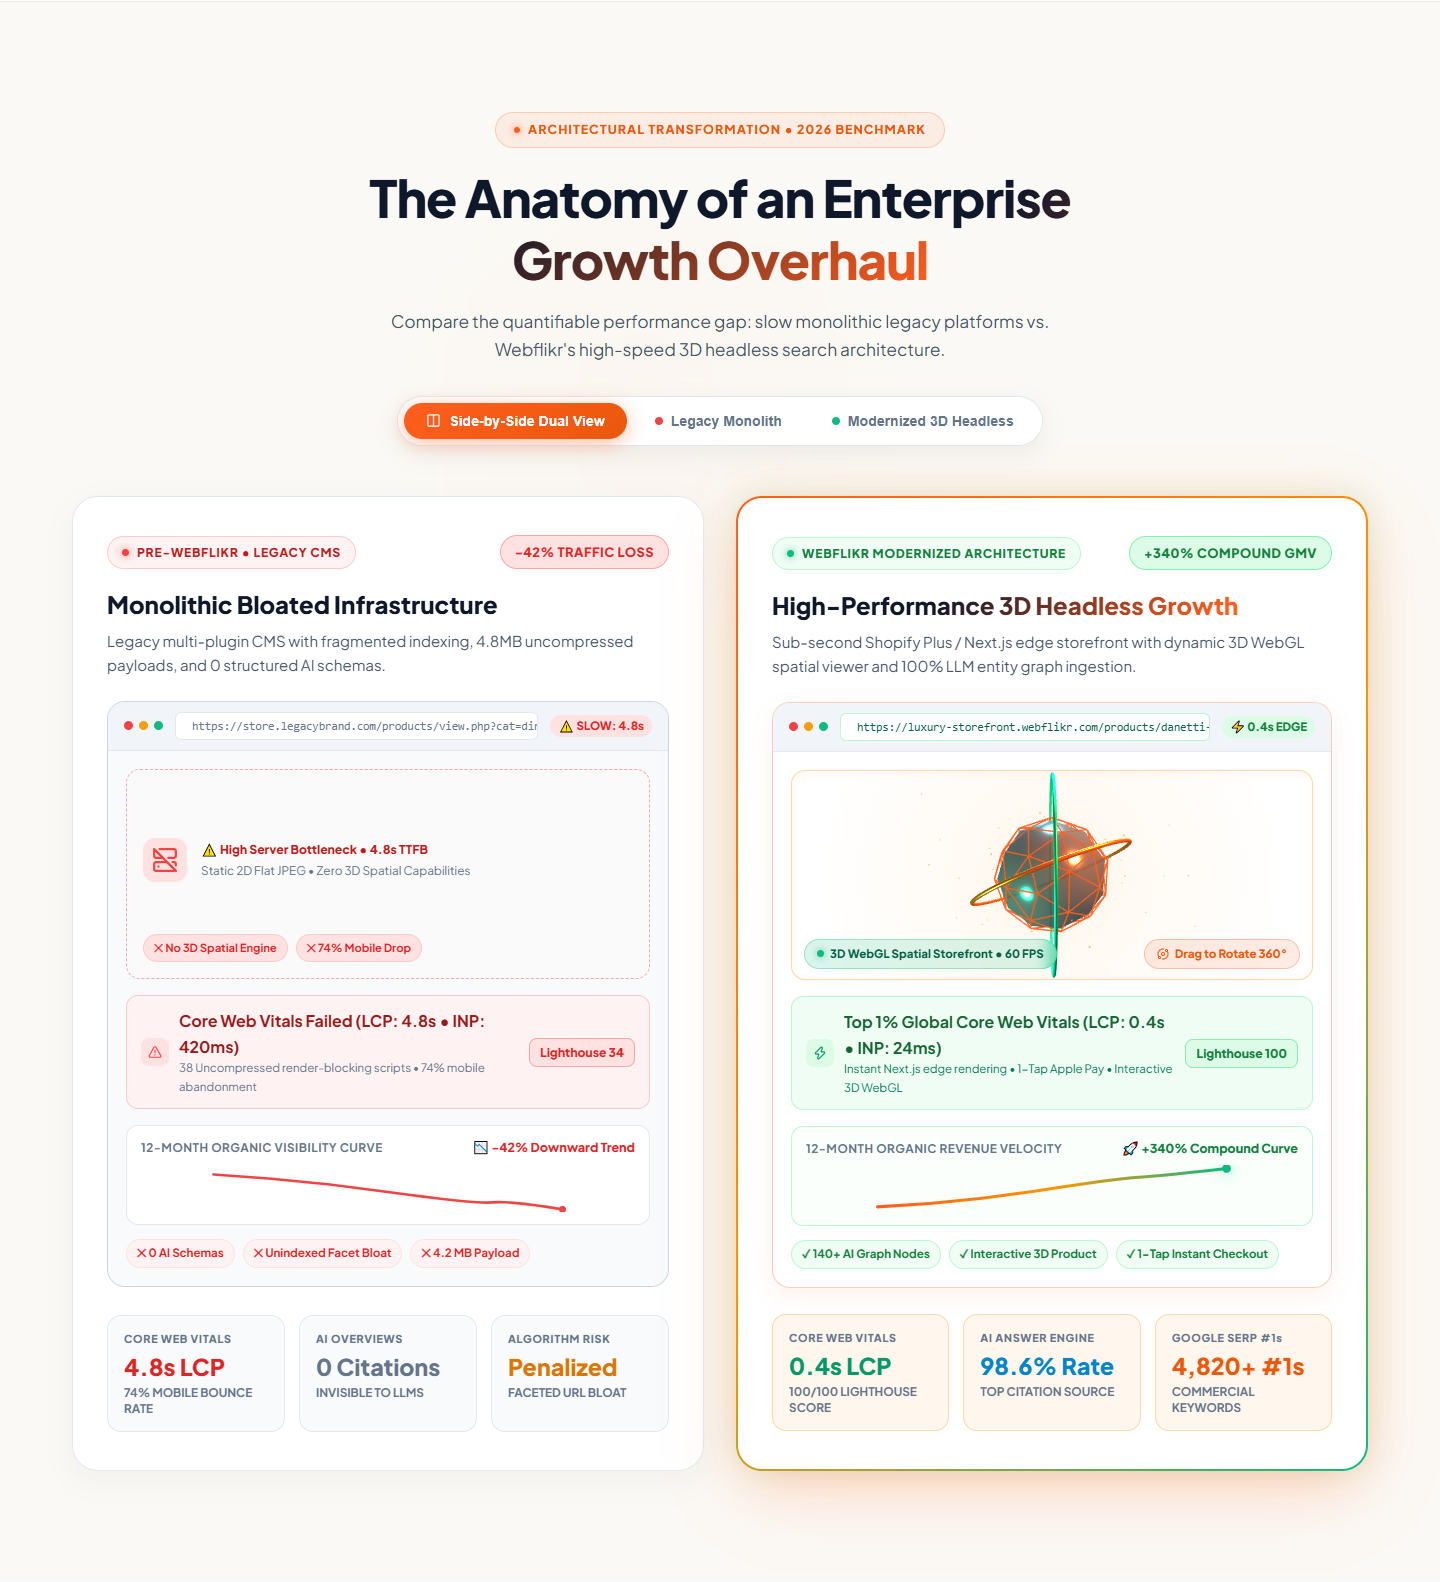 ARCHITECTURAL TRANSFORMATION ● 2026 BENCHMARK
The Anatomy of an Enterprise
Growth Overhaul
Compare the quantifiable performance gap: slow monolithic legacy platforms vs.
Webflikr's high-speed 3D headless search architecture.
Side-by-Side Dual View
Legacy Monolith
Modernized 3D Headless
PRE-WEBFLIKR ● LEGACY CMS
-42% TRAFFIC LOSS
Monolithic Bloated Infrastructure
Legacy multi-plugin CMS with fragmented indexing, 4.8MB uncompressed
payloads, and 0 structured AI schemas.
https://store.legacybrand.com/products/view.php?cat=dir
⚠️ SLOW: 4.8s
⚠️ High Server Bottleneck ● 4.8s TTFB
Static 2D Flat JPEG • Zero 3D Spatial Capabilities
✕ No 3D Spatial Engine
✕ 74% Mobile Drop
Core Web Vitals Failed (LCP: 4.8s ● INP:
420ms)
38 Uncompressed render-blocking scripts • 74% mobile
abandonment
Lighthouse 34
12-MONTH ORGANIC VISIBILITY CURVE
📉 -42% Downward Trend
✕ 0 AI Schemas
✕ Unindexed Facet Bloat
✕ 4.2 MB Payload
CORE WEB VITALS
4.8s LCP
74% MOBILE BOUNCE
RATE
AI OVERVIEWS
0 Citations
INVISIBLE TO LLMS
ALGORITHM RISK
Penalized
FACETED URL BLOAT
WEBFLIKR MODERNIZED ARCHITECTURE
+340% COMPOUND GMV
High-Performance 3D Headless Growth
Sub-second Shopify Plus / Next.js edge storefront with dynamic 3D WebGL
spatial viewer and 100% LLM entity graph ingestion.
https://luxury-storefront.webflikr.com/products/danetti-
⚡ 0.4s EDGE
3D WebGL Spatial Storefront ● 60 FPS
Drag to Rotate 360°
Top 1% Global Core Web Vitals (LCP: 0.4s
● INP: 24ms)
Instant Next.js edge rendering • 1-Tap Apple Pay • Interactive
3D WebGL
Lighthouse 100
12-MONTH ORGANIC REVENUE VELOCITY
🚀 +340% Compound Curve
✓ 140+ AI Graph Nodes
✓ Interactive 3D Product
✓ 1-Tap Instant Checkout
CORE WEB VITALS
0.4s LCP
100/100 LIGHTHOUSE
SCORE
AI ANSWER ENGINE
98.6% Rate
TOP CITATION SOURCE
GOOGLE SERP #1s
4,820+ #1s
COMMERCIAL
KEYWORDS